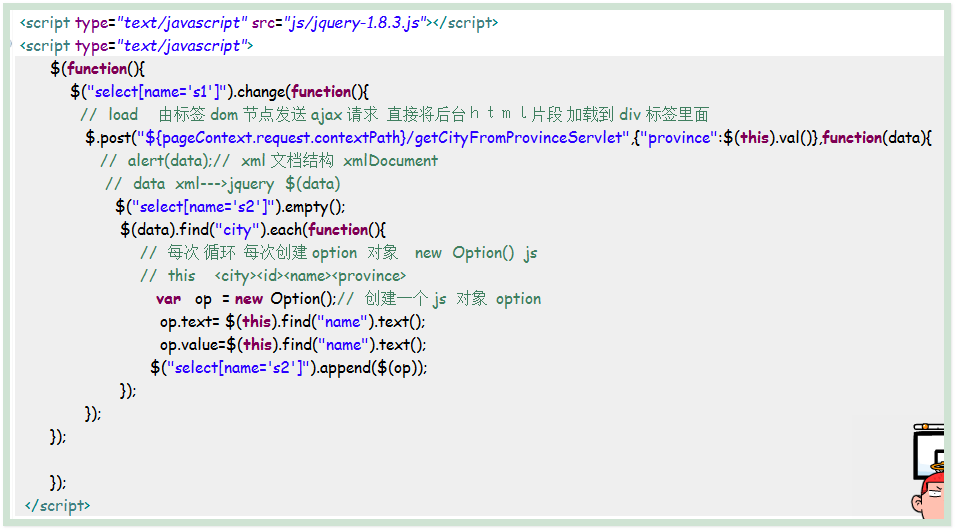 <script type="text/javascript" src="js/jquery-1.8.3.js"></script>
<script type="text/javascript">
$(function(){
$("select[name='s1']").change(function(){
// load 由标签 dom 节点发送 ajax 请求 直接将后台ｈｔｍｌ片段 加载到 div 标签里面
$.post("${pageContext.request.contextPath}/getCityFromProvinceServlet",{"province":$(this).val()},function(data){
// alert(data);// xml 文档结构 xmlDocument
// data xml--->jquery $(data)
$("select[name='s2']").empty();
$(data).find("city").each(function(){
// 每次 循环 每次创建 option 对象 new Option() js
// this <city><id><name><province>
var op = new Option();// 创建一个 js 对象 option
op.text= $(this).find("name").text();
op.value=$(this).find("name").text();
$("select[name='s2']").append($(op));
});
});
});
});
</script>